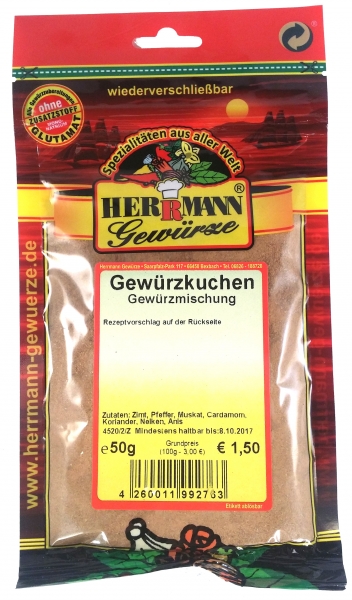 wiederverschließbar
ohne
ZUSATZSTOFF
GLUTAMAT
Spezialitäten aus aller Welt
HERRMANN
®
Gewürze
Gewürzkuchen
Gewürzmischung
Rezeptvorschlag auf der Rückseite
Zutaten: Zimt, Pfeffer, Muskat, Cardamom,
Koriander, Nelken, Anis
4520/2/Z Mindestens haltbar bis:8.10.2017
e50g
Grundpreis
(100g - 3,00 €)
€ 1,50
4 260011 992763
Etikett ablösbar
www.herrmann-gewuerze.de